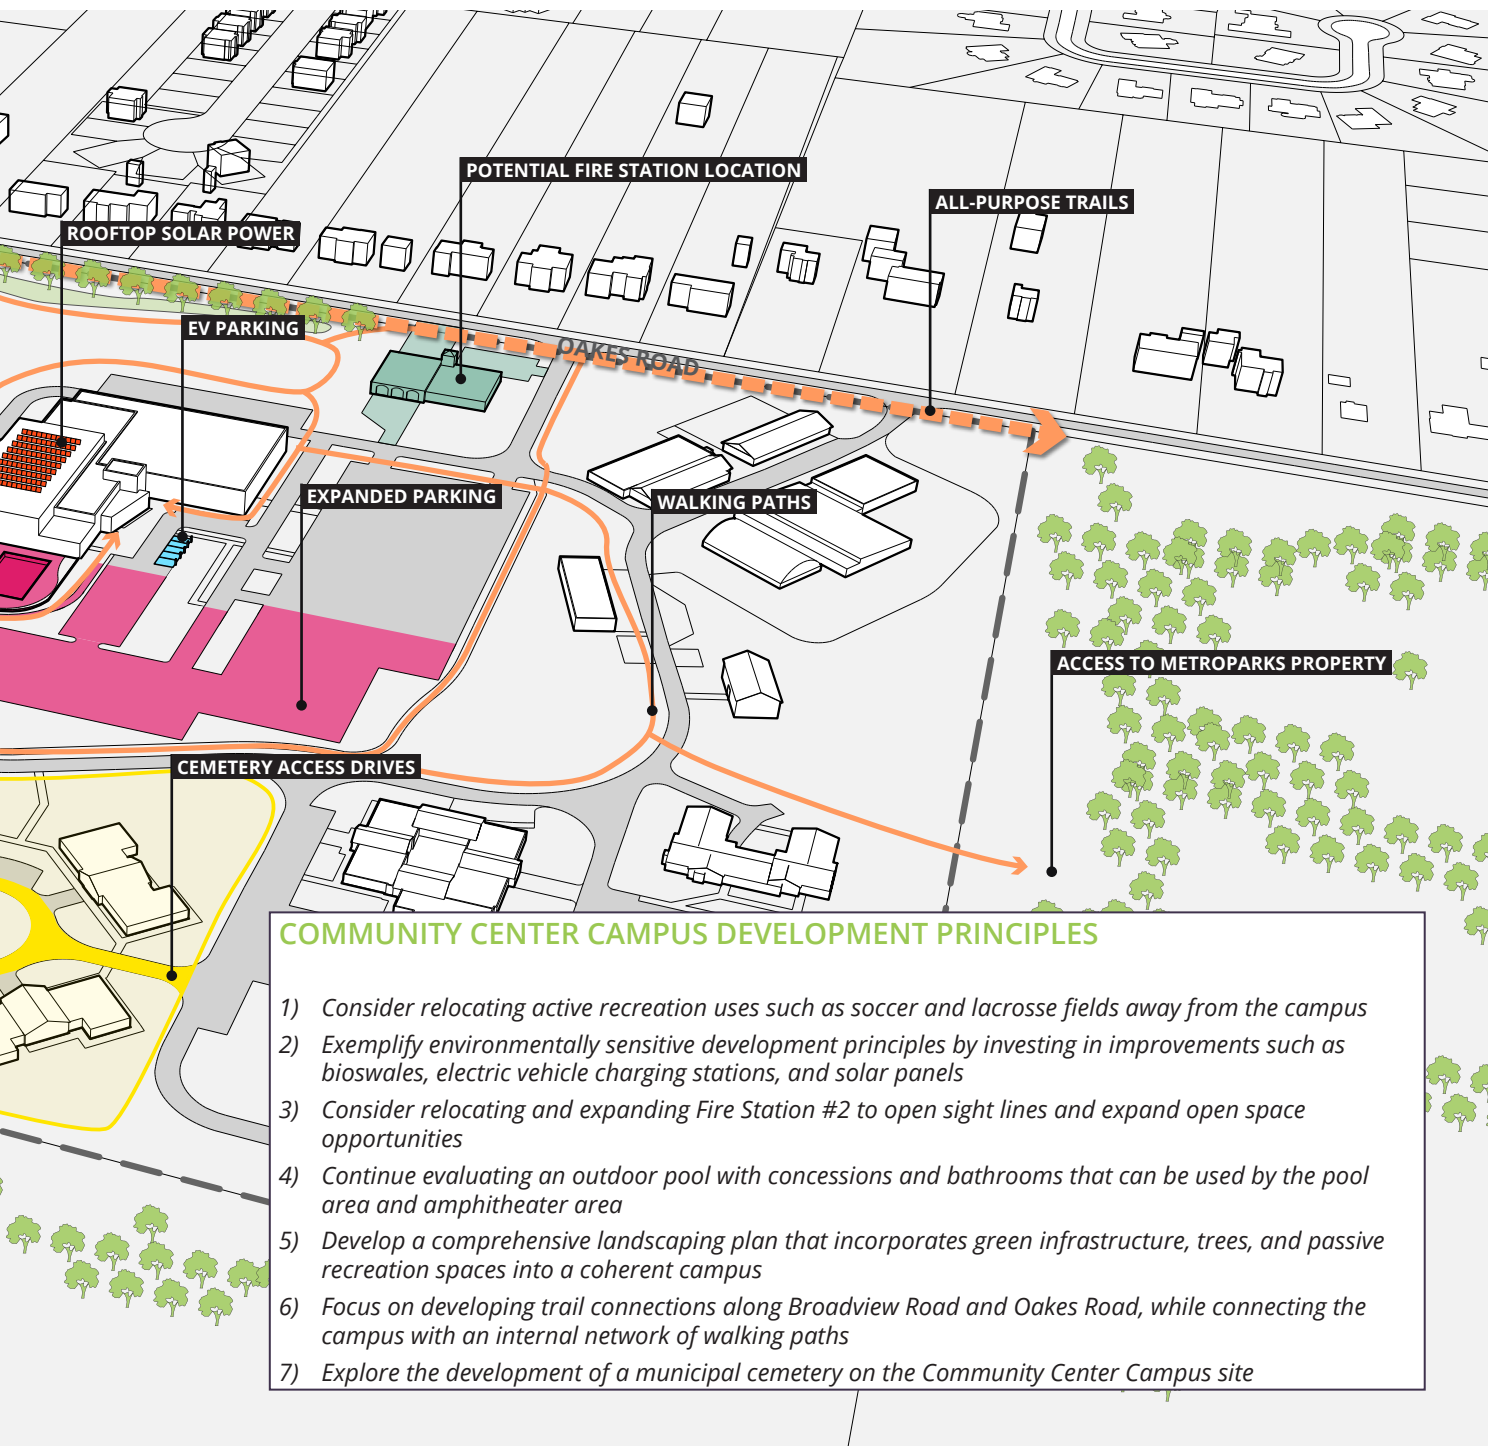 POTENTIAL FIRE STATION LOCATION
ALL-PURPOSE TRAILS
ROOFTOP SOLAR POWER
EV PARKING
OAKES ROAD
EXPANDED PARKING
WALKING PATHS
ACCESS TO METROPARKS PROPERTY
CEMETERY ACCESS DRIVES
COMMUNITY CENTER CAMPUS DEVELOPMENT PRINCIPLES
1) Consider relocating active recreation uses such as soccer and lacrosse fields away from the campus
2) Exemplify environmentally sensitive development principles by investing in improvements such as
bioswales, electric vehicle charging stations, and solar panels
3) Consider relocating and expanding Fire Station #2 to open sight lines and expand open space
opportunities
4) Continue evaluating an outdoor pool with concessions and bathrooms that can be used by the pool
area and amphitheater area
5) Develop a comprehensive landscaping plan that incorporates green infrastructure, trees, and passive
recreation spaces into a coherent campus
6) Focus on developing trail connections along Broadview Road and Oakes Road, while connecting the
campus with an internal network of walking paths
7) Explore the development of a municipal cemetery on the Community Center Campus site